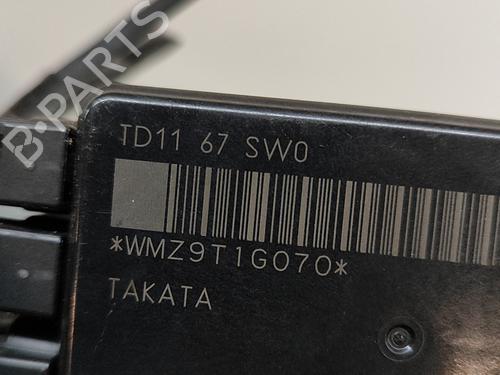 B-PARTS
TD11 67 SW0
*WMZ9T1G070*
TAKATA